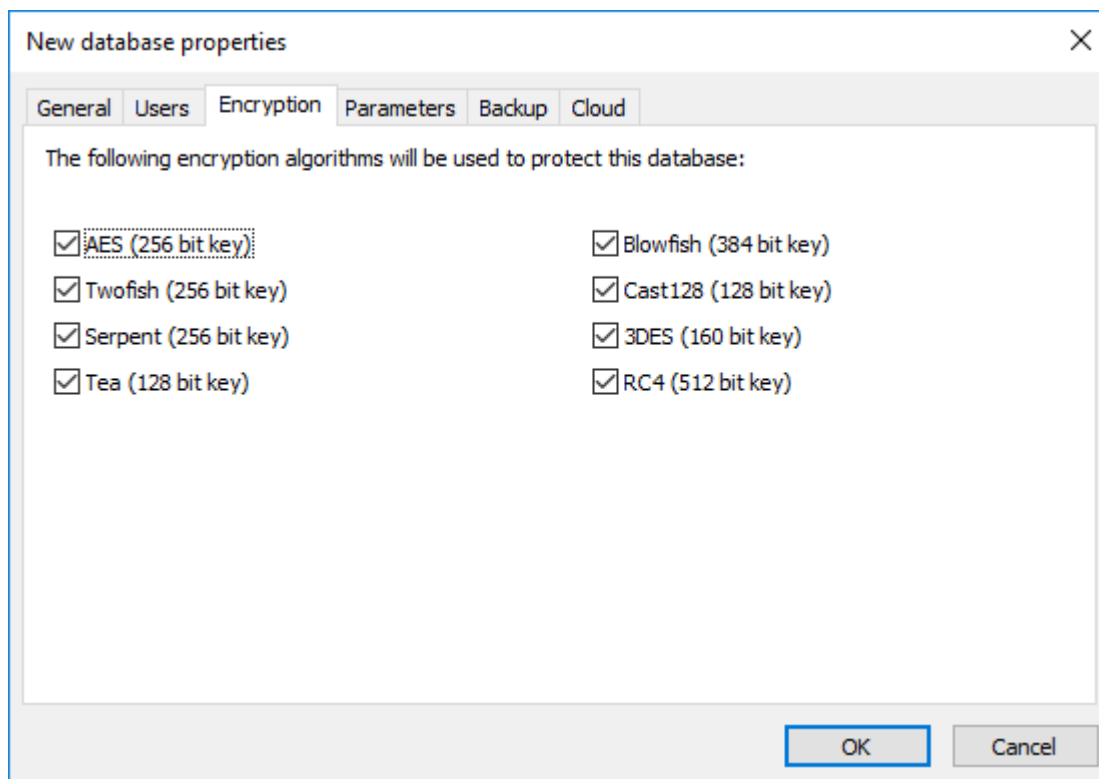 New database properties
General Users Encryption Parameters Backup Cloud
The following encryption algorithms will be used to protect this database:
AES (256 bit key) Blowfish (384 bit key)
Twofish (256 bit key) Cast128 (128 bit key)
Serpent (256 bit key) 3DES (160 bit key)
Tea (128 bit key) RC4 (512 bit key)
OK Cancel